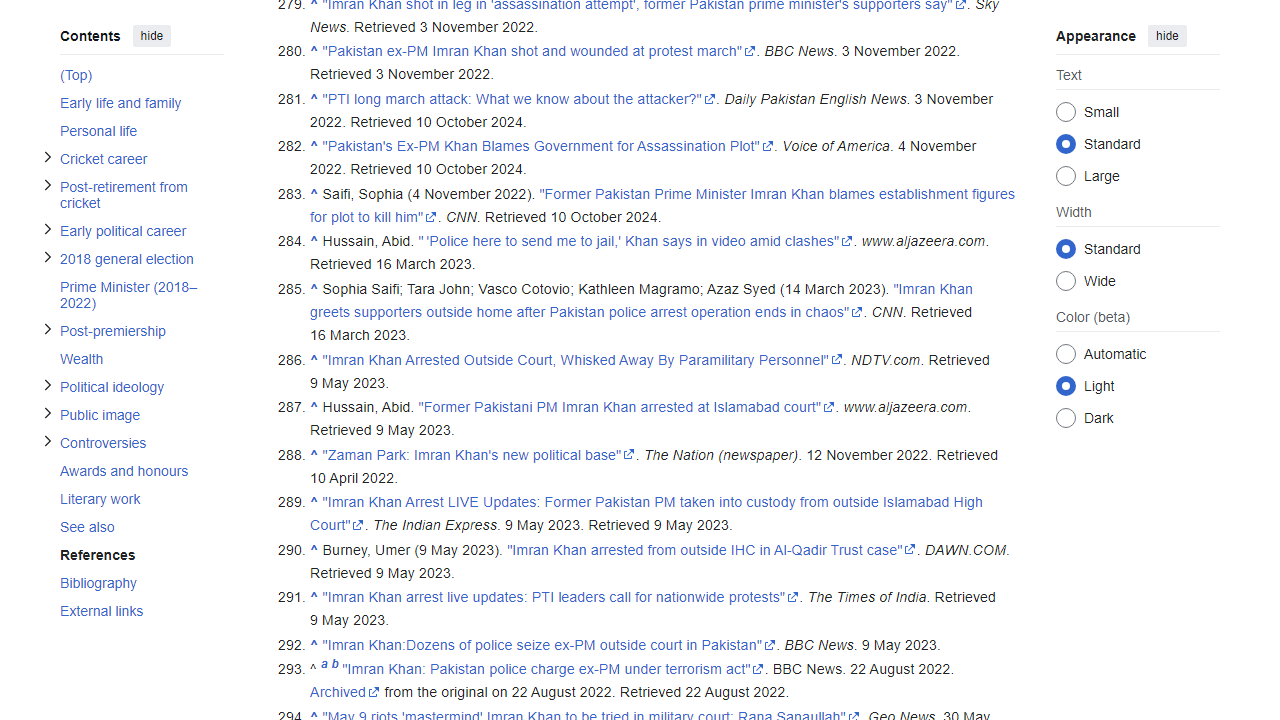 Contents hide
(Top)
Early life and family
Personal life
Cricket career
Post-retirement from
cricket
Early political career
2018 general election
Prime Minister (2018–
2022)
Post-premiership
Wealth
Political ideology
Public image
Controversies
Awards and honours
Literary work
See also
References
Bibliography
External links
279. ^ "Imran Khan shot in leg in 'assassination attempt', former Pakistan prime minister's supporters say". Sky
News. Retrieved 3 November 2022.
280. ^ "Pakistan ex-PM Imran Khan shot and wounded at protest march". BBC News. 3 November 2022.
Retrieved 3 November 2022.
281. ^ "PTI long march attack: What we know about the attacker?". Daily Pakistan English News. 3 November
2022. Retrieved 10 October 2024.
282. ^ "Pakistan's Ex-PM Khan Blames Government for Assassination Plot". Voice of America. 4 November
2022. Retrieved 10 October 2024.
283. ^ Saifi, Sophia (4 November 2022). "Former Pakistan Prime Minister Imran Khan blames establishment figures
for plot to kill him". CNN. Retrieved 10 October 2024.
284. ^ Hussain, Abid. " 'Police here to send me to jail,' Khan says in video amid clashes". www.aljazeera.com.
Retrieved 16 March 2023.
285. ^ Sophia Saifi; Tara John; Vasco Cotovio; Kathleen Magramo; Azaz Syed (14 March 2023). "Imran Khan
greets supporters outside home after Pakistan police arrest operation ends in chaos". CNN. Retrieved
16 March 2023.
286. ^ "Imran Khan Arrested Outside Court, Whisked Away By Paramilitary Personnel". NDTV.com. Retrieved
9 May 2023.
287. ^ Hussain, Abid. "Former Pakistani PM Imran Khan arrested at Islamabad court". www.aljazeera.com.
Retrieved 9 May 2023.
288. ^ "Zaman Park: Imran Khan's new political base". The Nation (newspaper). 12 November 2022. Retrieved
10 April 2022.
289. ^ "Imran Khan Arrest LIVE Updates: Former Pakistan PM taken into custody from outside Islamabad High
Court". The Indian Express. 9 May 2023. Retrieved 9 May 2023.
290. ^ Burney, Umer (9 May 2023). "Imran Khan arrested from outside IHC in Al-Qadir Trust case". DAWN.COM.
Retrieved 9 May 2023.
291. ^ "Imran Khan arrest live updates: PTI leaders call for nationwide protests". The Times of India. Retrieved
9 May 2023.
292. ^ "Imran Khan:Dozens of police seize ex-PM outside court in Pakistan". BBC News. 9 May 2023.
293. ^ a b "Imran Khan: Pakistan police charge ex-PM under terrorism act". BBC News. 22 August 2022.
Archived from the original on 22 August 2022. Retrieved 22 August 2022.
294. ^ "May 9 riots 'mastermind' Imran Khan to be tried in military court: Rana Sanaullah". Geo News. 30 May
Appearance hide
Text
Small
Standard
Large
Width
Standard
Wide
Color (beta)
Automatic
Light
Dark